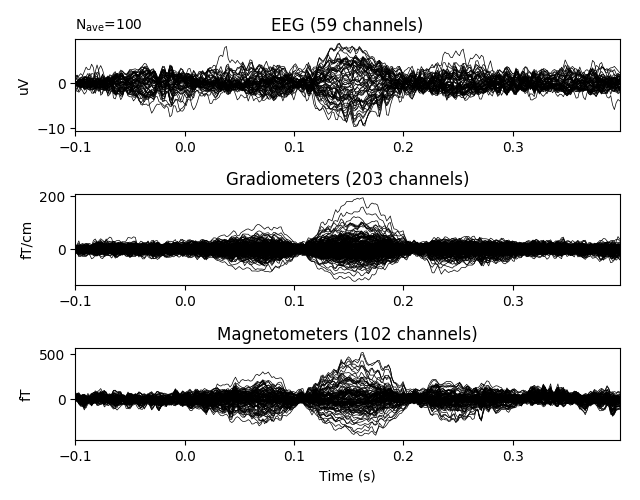 N_ave=100
EEG (59 channels)
uV
0
−10
−0.1 0.0 0.1 0.2 0.3
Gradiometers (203 channels)
fT/cm
200
0
−0.1 0.0 0.1 0.2 0.3
Magnetometers (102 channels)
fT
500
0
−0.1 0.0 0.1 0.2 0.3
Time (s)